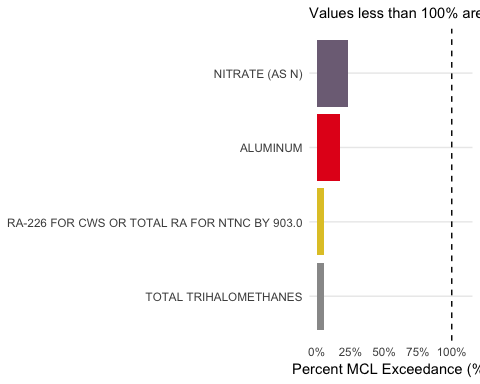 Values less than 100% are
NITRATE (AS N)
ALUMINUM
RA-226 FOR CWS OR TOTAL RA FOR NTNC BY 903.0
TOTAL TRIHALOMETHANES
0% 25% 50% 75% 100%
Percent MCL Exceedance (%